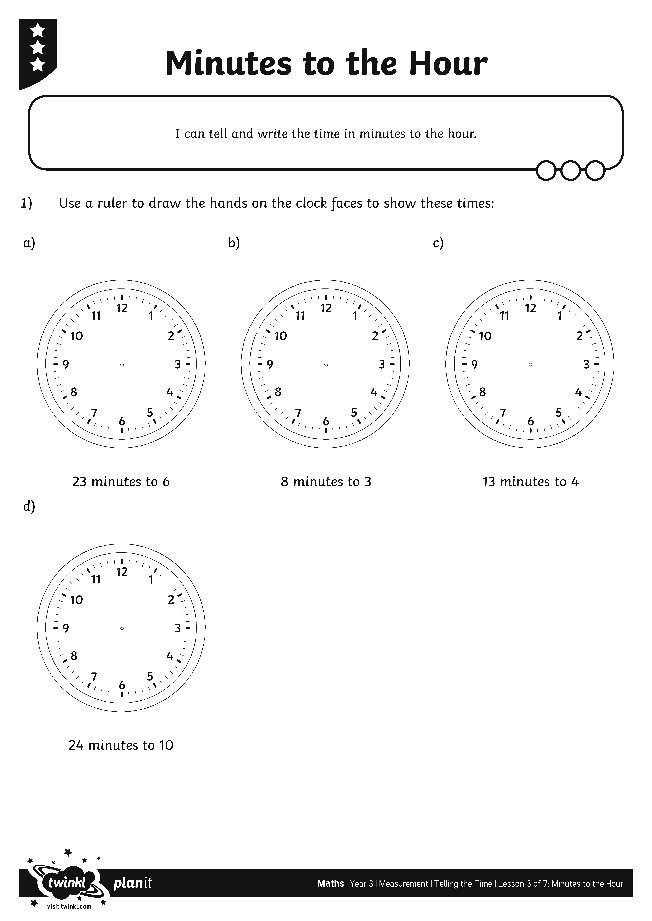 Minutes to the Hour
I can tell and write the time in minutes to the hour.
1) Use a ruler to draw the hands on the clock faces to show these times:
a) b) c)
12 12 12
11 1 11 1 11 1
10 2 10 2 10 2
9 3 9 3 9 3
8 4 8 4 8 4
7 5 7 5 7 5
6 6 6
23 minutes to 6 8 minutes to 3 13 minutes to 4
d)
12
11 1
10 2
9 3
8 4
7 5
6
24 minutes to 10
twinkl planit
visit twinkl.com
Maths Year 3 | Measurement | Telling the Time | Lesson 3 of 7: Minutes to the Hour